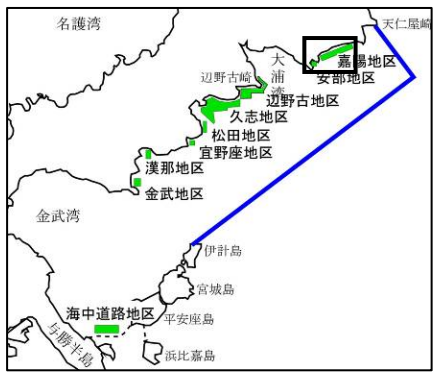 名護湾
天仁屋崎
大浦湾
嘉陽地区
安部地区
辺野古崎
辺野古地区
久志地区
松田地区
宜野座地区
漢那地区
金武地区
金武湾
伊計島
宮城島
海中道路地区
平安座島
与勝半島
浜比嘉島